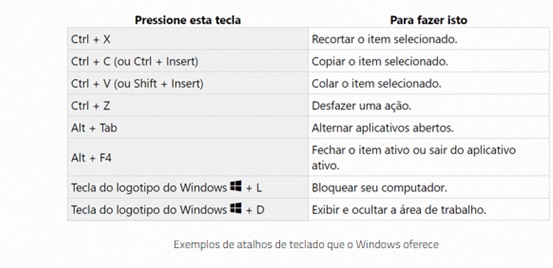 Pressione esta tecla Para fazer isto
Ctrl + X Recortar o item selecionado.
Ctrl + C (ou Ctrl + Insert) Copiar o item selecionado.
Ctrl + V (ou Shift + Insert) Colar o item selecionado.
Ctrl + Z Desfazer uma ação.
Alt + Tab Alternar aplicativos abertos.
Alt + F4 Fechar o item ativo ou sair do aplicativo
ativo.
Tecla do logotipo do Windows + L Bloquear seu computador.
Tecla do logotipo do Windows + D Exibir e ocultar a área de trabalho.
Exemplos de atalhos de teclado que o Windows oferece